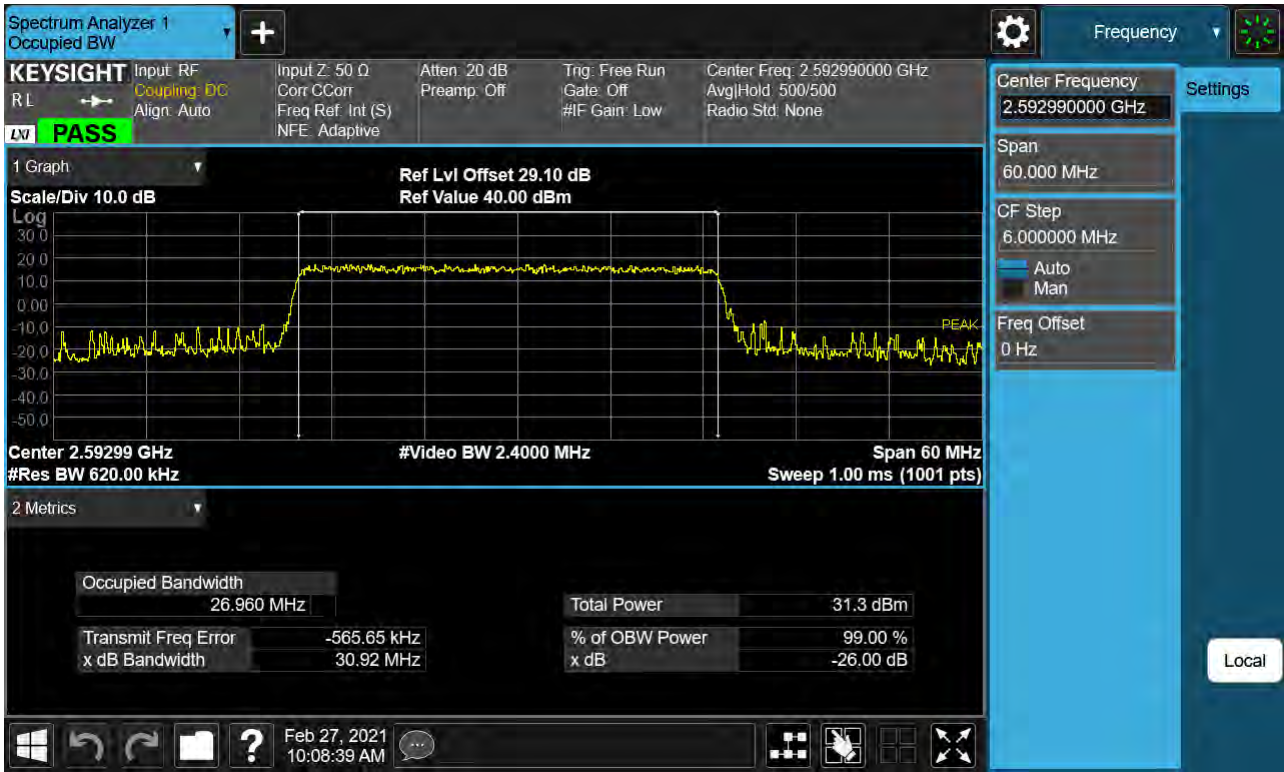 Spectrum Analyzer 1
Occupied BW
+
Frequency
KEYSIGHT
RL
LXI
PASS
Input: RF
Coupling: DC
Align: Auto
Input Z: 50 Ω
Corr CCorr
Freq Ref: Int (S)
NFE: Adaptive
Atten: 20 dB
Preamp: Off
Trig: Free Run
Gate: Off
#IF Gain: Low
Center Freq: 2.592990000 GHz
Avg|Hold: 500/500
Radio Std: None
Center Frequency
2.592990000 GHz
Settings
Span
60.000 MHz
CF Step
6.000000 MHz
Auto
Man
Freq Offset
0 Hz
Local
1 Graph
Scale/Div 10.0 dB
Ref Lvl Offset 29.10 dB
Ref Value 40.00 dBm
Log
30.0
20.0
10.0
0.00
-10.0
-20.0
-30.0
-40.0
-50.0
PEAK
Center 2.59299 GHz
#Video BW 2.4000 MHz
Span 60 MHz
#Res BW 620.00 kHz
Sweep 1.00 ms (1001 pts)
2 Metrics
Occupied Bandwidth
26.960 MHz
Total Power 31.3 dBm
Transmit Freq Error -565.65 kHz
% of OBW Power 99.00 %
x dB Bandwidth 30.92 MHz
x dB -26.00 dB
?
Feb 27, 2021
10:08:39 AM